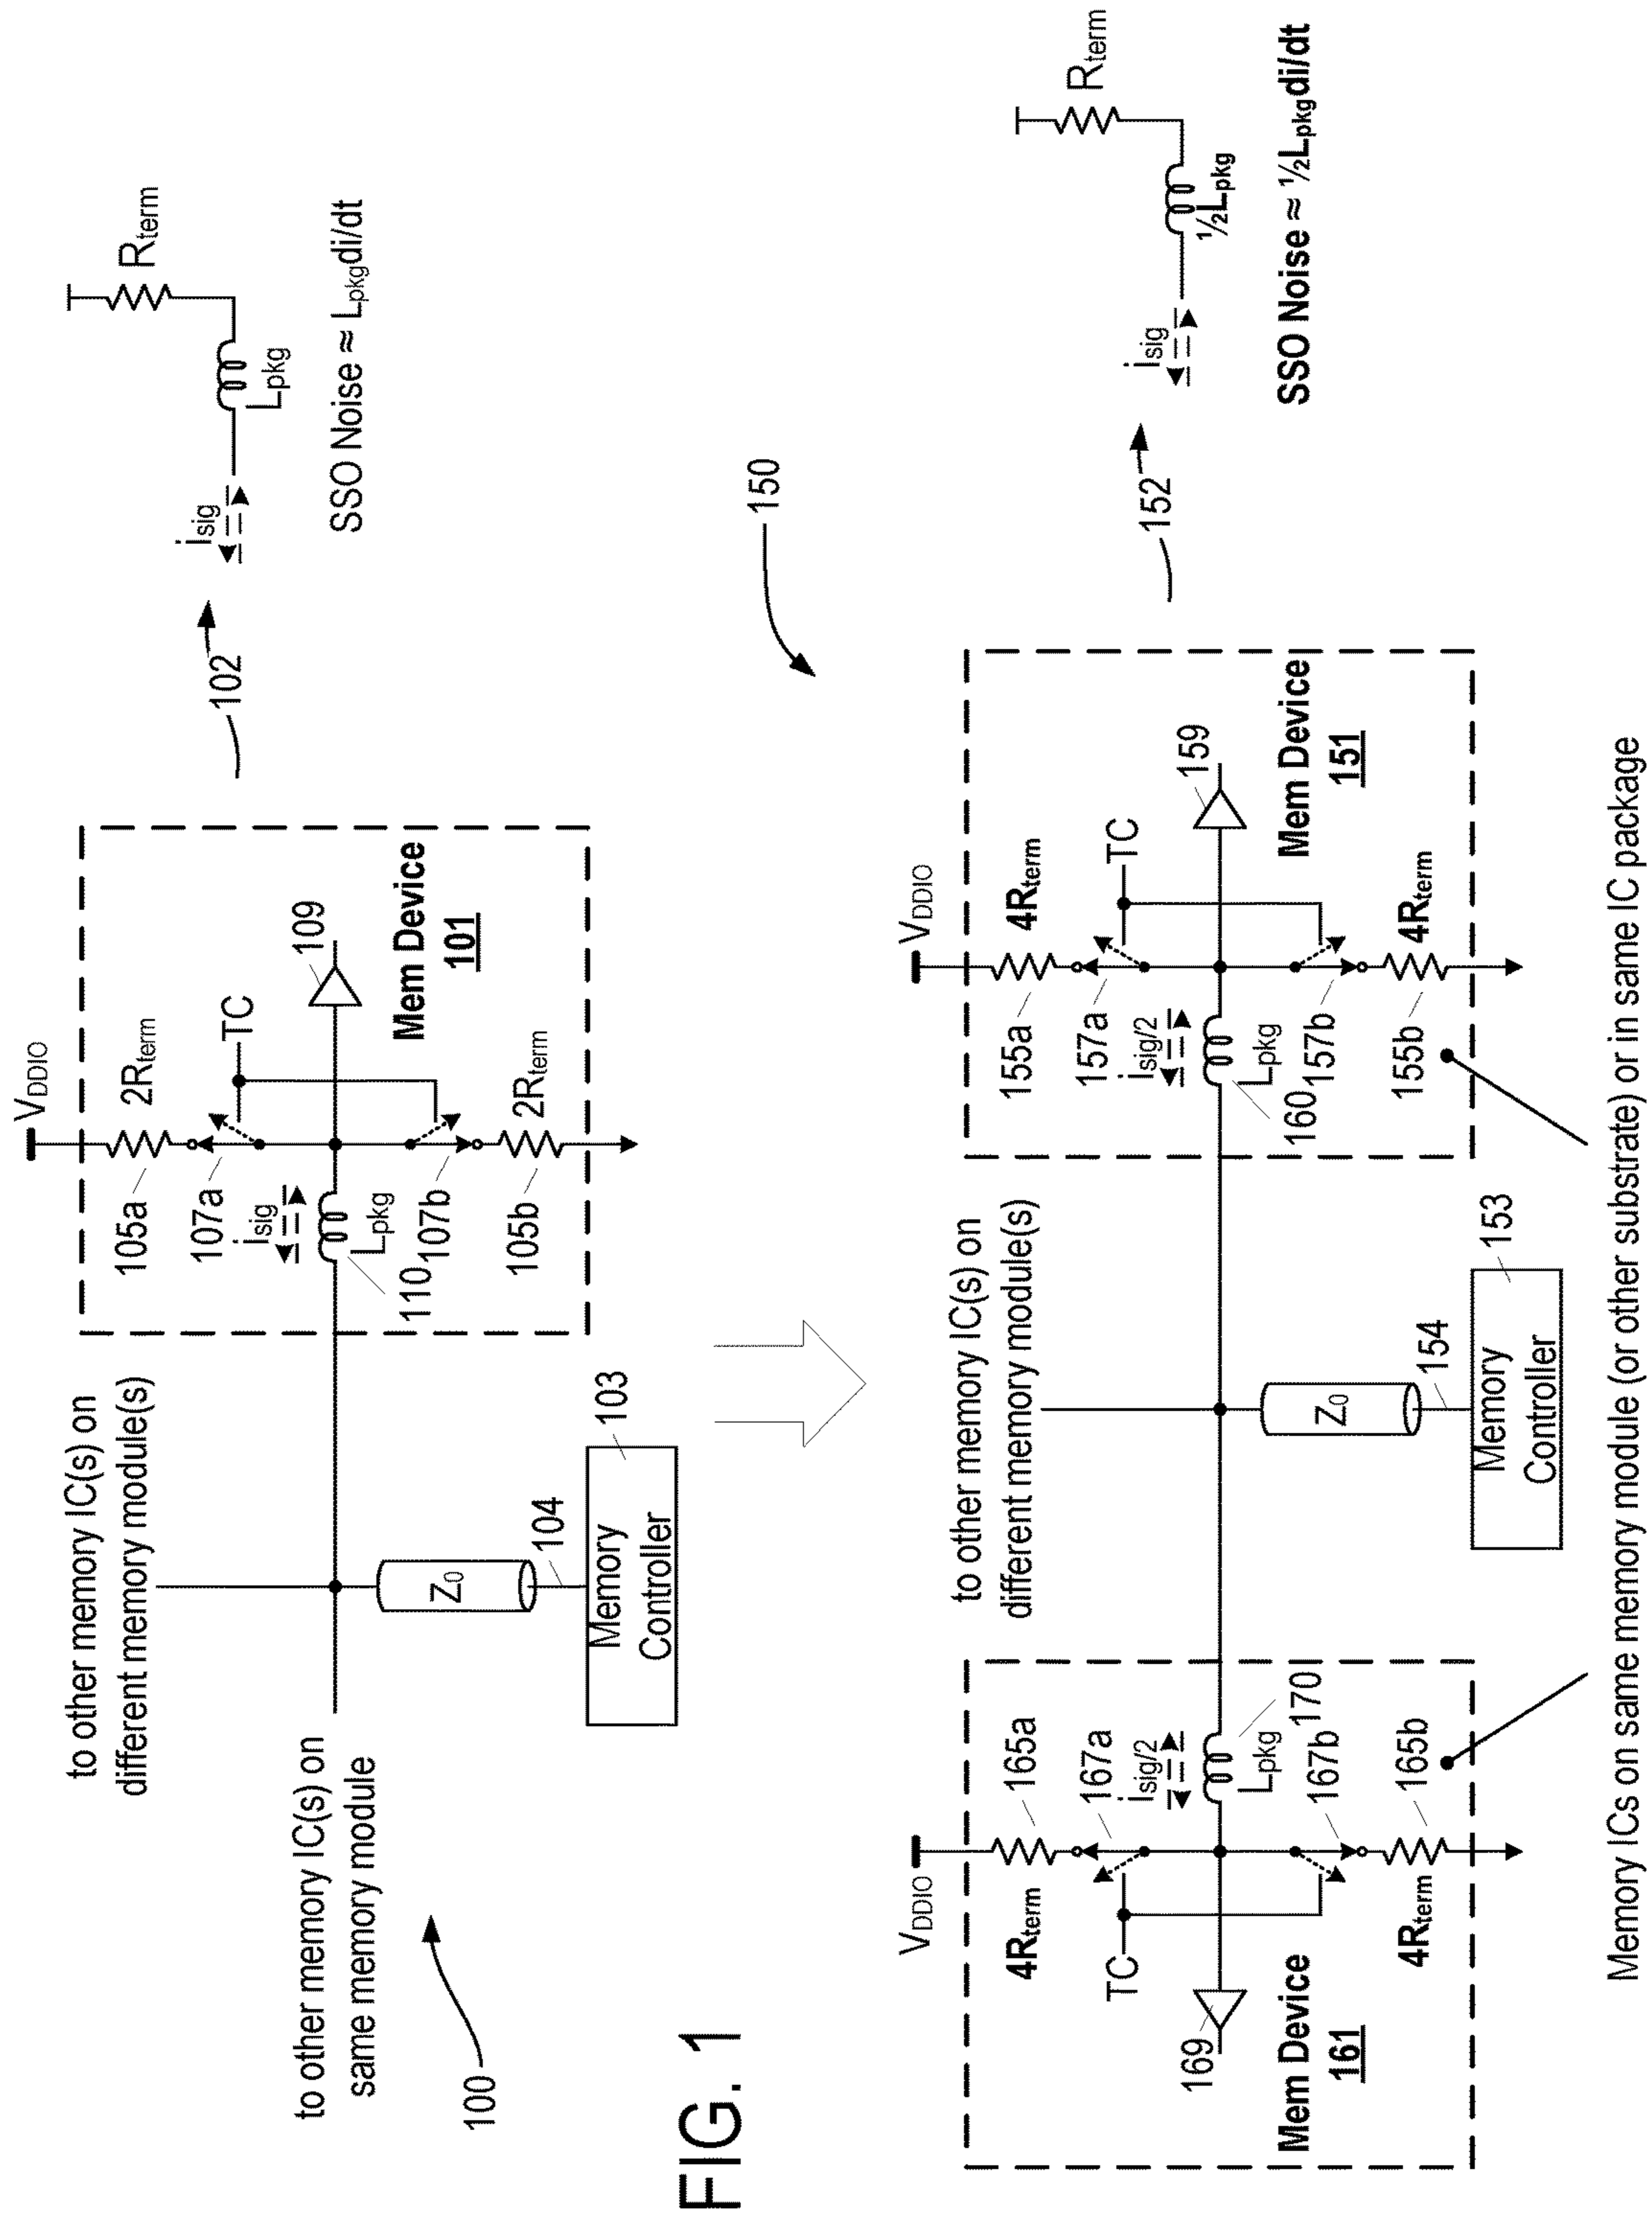 to other memory IC(s) on
different memory module(s)
to other memory IC(s) on
same memory module
100
VDDIO
105a
2Rterm
107a
TC
isig
110
Lpkg
109
107b
105b
2Rterm
Mem Device
101
104
Z0
103
Memory
Controller
102
isig
Lpkg
Rterm
SSO Noise ≈ Lpkgdi/dt
FIG. 1
150
to other memory IC(s) on
different memory module(s)
VDDIO
4Rterm
165a
TC
167a
isig/2
170
Lpkg
169
167b
165b
4Rterm
Mem Device
161
Z0
154
153
Memory
Controller
VDDIO
155a
4Rterm
157a
TC
isig/2
160
Lpkg
159
157b
155b
4Rterm
Mem Device
151
152
isig
½Lpkg
Rterm
SSO Noise ≈ ½Lpkgdi/dt
Memory ICs on same memory module (or other substrate) or in same IC package